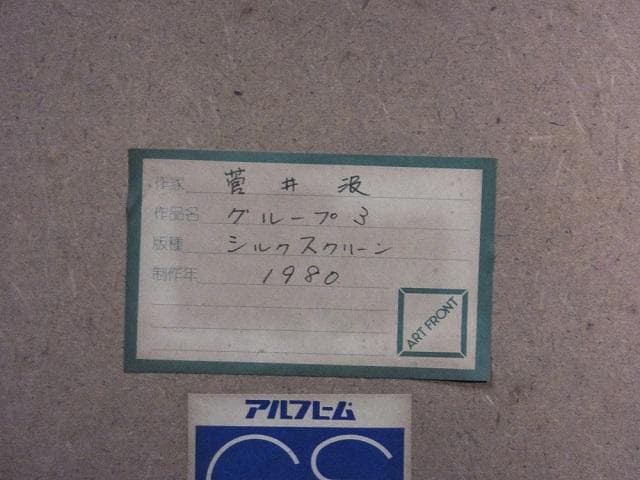 作家 菅井 汲
作品名 グループ 3
版種 シルクスクリーン
制作年 1980
ART FRONT
アルフレーム
CS